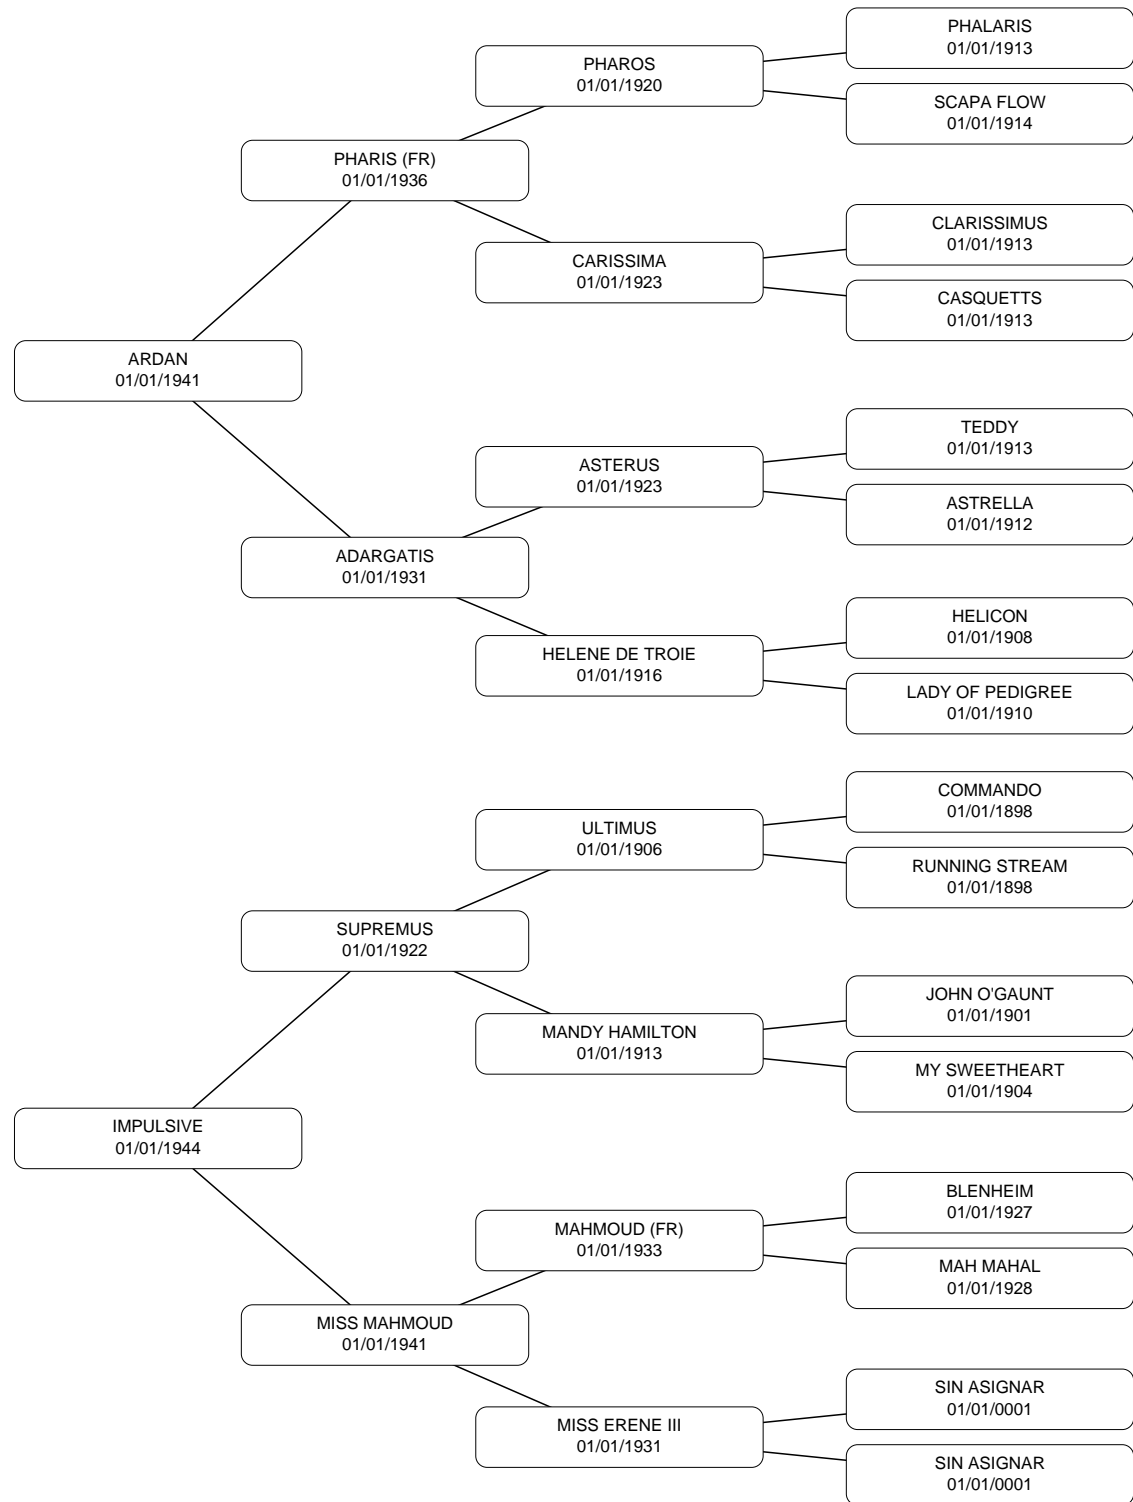 PHALARIS
01/01/1913
PHAROS
01/01/1920
SCAPA FLOW
01/01/1914
PHARIS (FR)
01/01/1936
CLARISSIMUS
01/01/1913
CARISSIMA
01/01/1923
CASQUETTS
01/01/1913
ARDAN
01/01/1941
TEDDY
01/01/1913
ASTERUS
01/01/1923
ASTRELLA
01/01/1912
ADARGATIS
01/01/1931
HELICON
01/01/1908
HELENE DE TROIE
01/01/1916
LADY OF PEDIGREE
01/01/1910
COMMANDO
01/01/1898
ULTIMUS
01/01/1906
RUNNING STREAM
01/01/1898
SUPREMUS
01/01/1922
JOHN O'GAUNT
01/01/1901
MANDY HAMILTON
01/01/1913
MY SWEETHEART
01/01/1904
IMPULSIVE
01/01/1944
BLENHEIM
01/01/1927
MAHMOUD (FR)
01/01/1933
MAH MAHAL
01/01/1928
MISS MAHMOUD
01/01/1941
SIN ASIGNAR
01/01/0001
MISS ERENE III
01/01/1931
SIN ASIGNAR
01/01/0001